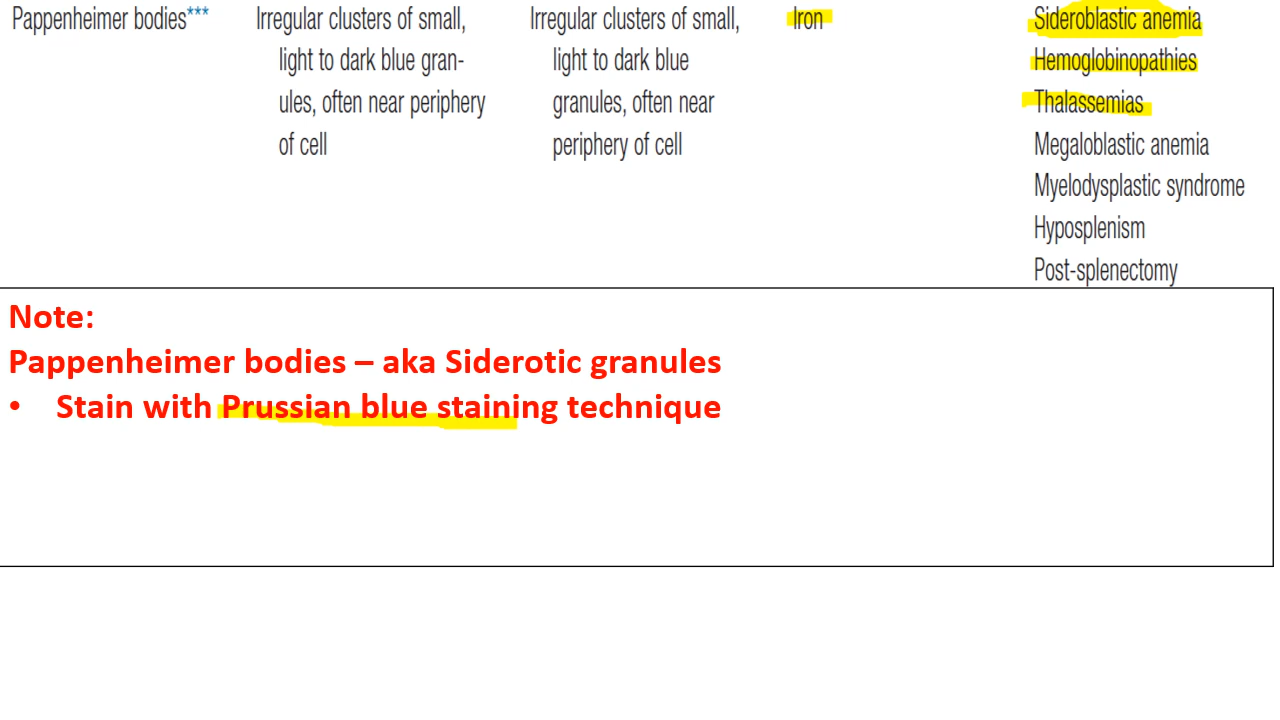 Pappenheimer bodies***
Irregular clusters of small,
light to dark blue gran-
ules, often near periphery
of cell
Irregular clusters of small,
light to dark blue
granules, often near
periphery of cell
Iron
Sideroblastic anemia
Hemoglobinopathies
Thalassemias
Megaloblastic anemia
Myelodysplastic syndrome
Hyposplenism
Post-splenectomy
Note:
Pappenheimer bodies – aka Siderotic granules
• Stain with Prussian blue staining technique